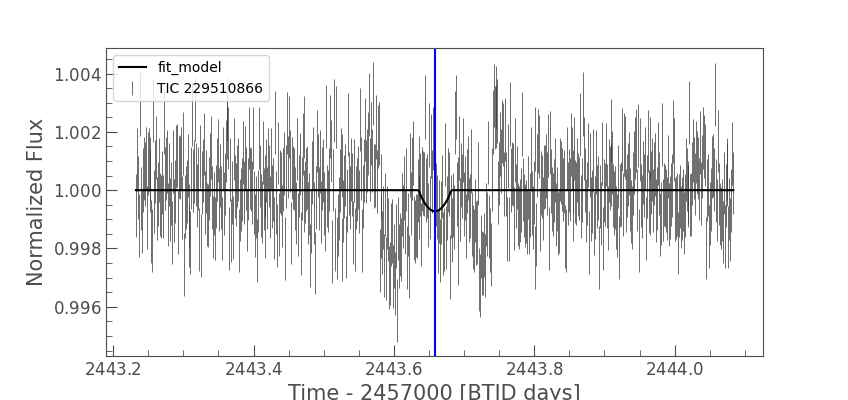 fit_model
TIC 229510866
1.004
1.002
1.000
0.998
0.996
Normalized Flux
2443.2 2443.4 2443.6 2443.8 2444.0
Time - 2457000 [BTJD days]